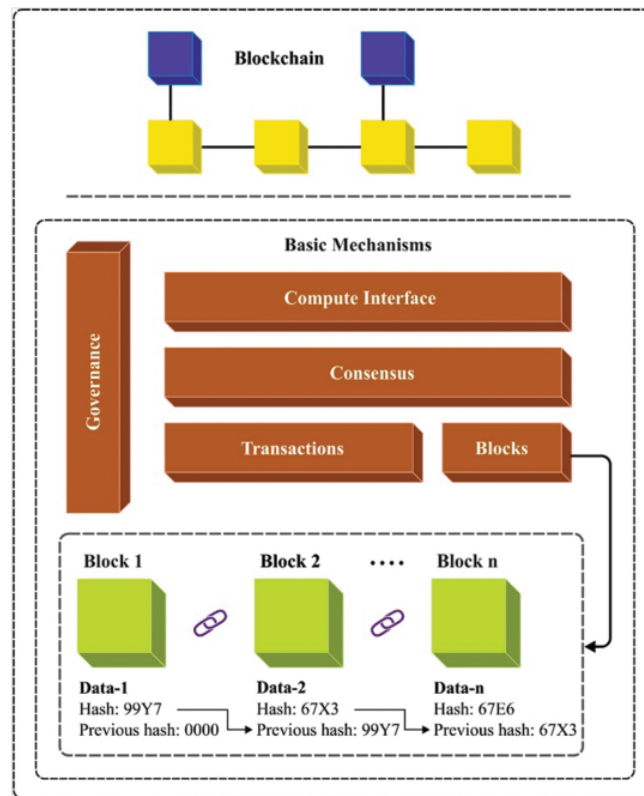 Blockchain
Basic Mechanisms
Governance
Compute Interface
Consensus
Transactions
Blocks
Block 1
Block 2
....
Block n
Data-1
Hash: 99Y7
Previous hash: 0000
Data-2
Hash: 67X3
Previous hash: 99Y7
Data-n
Hash: 67E6
Previous hash: 67X3